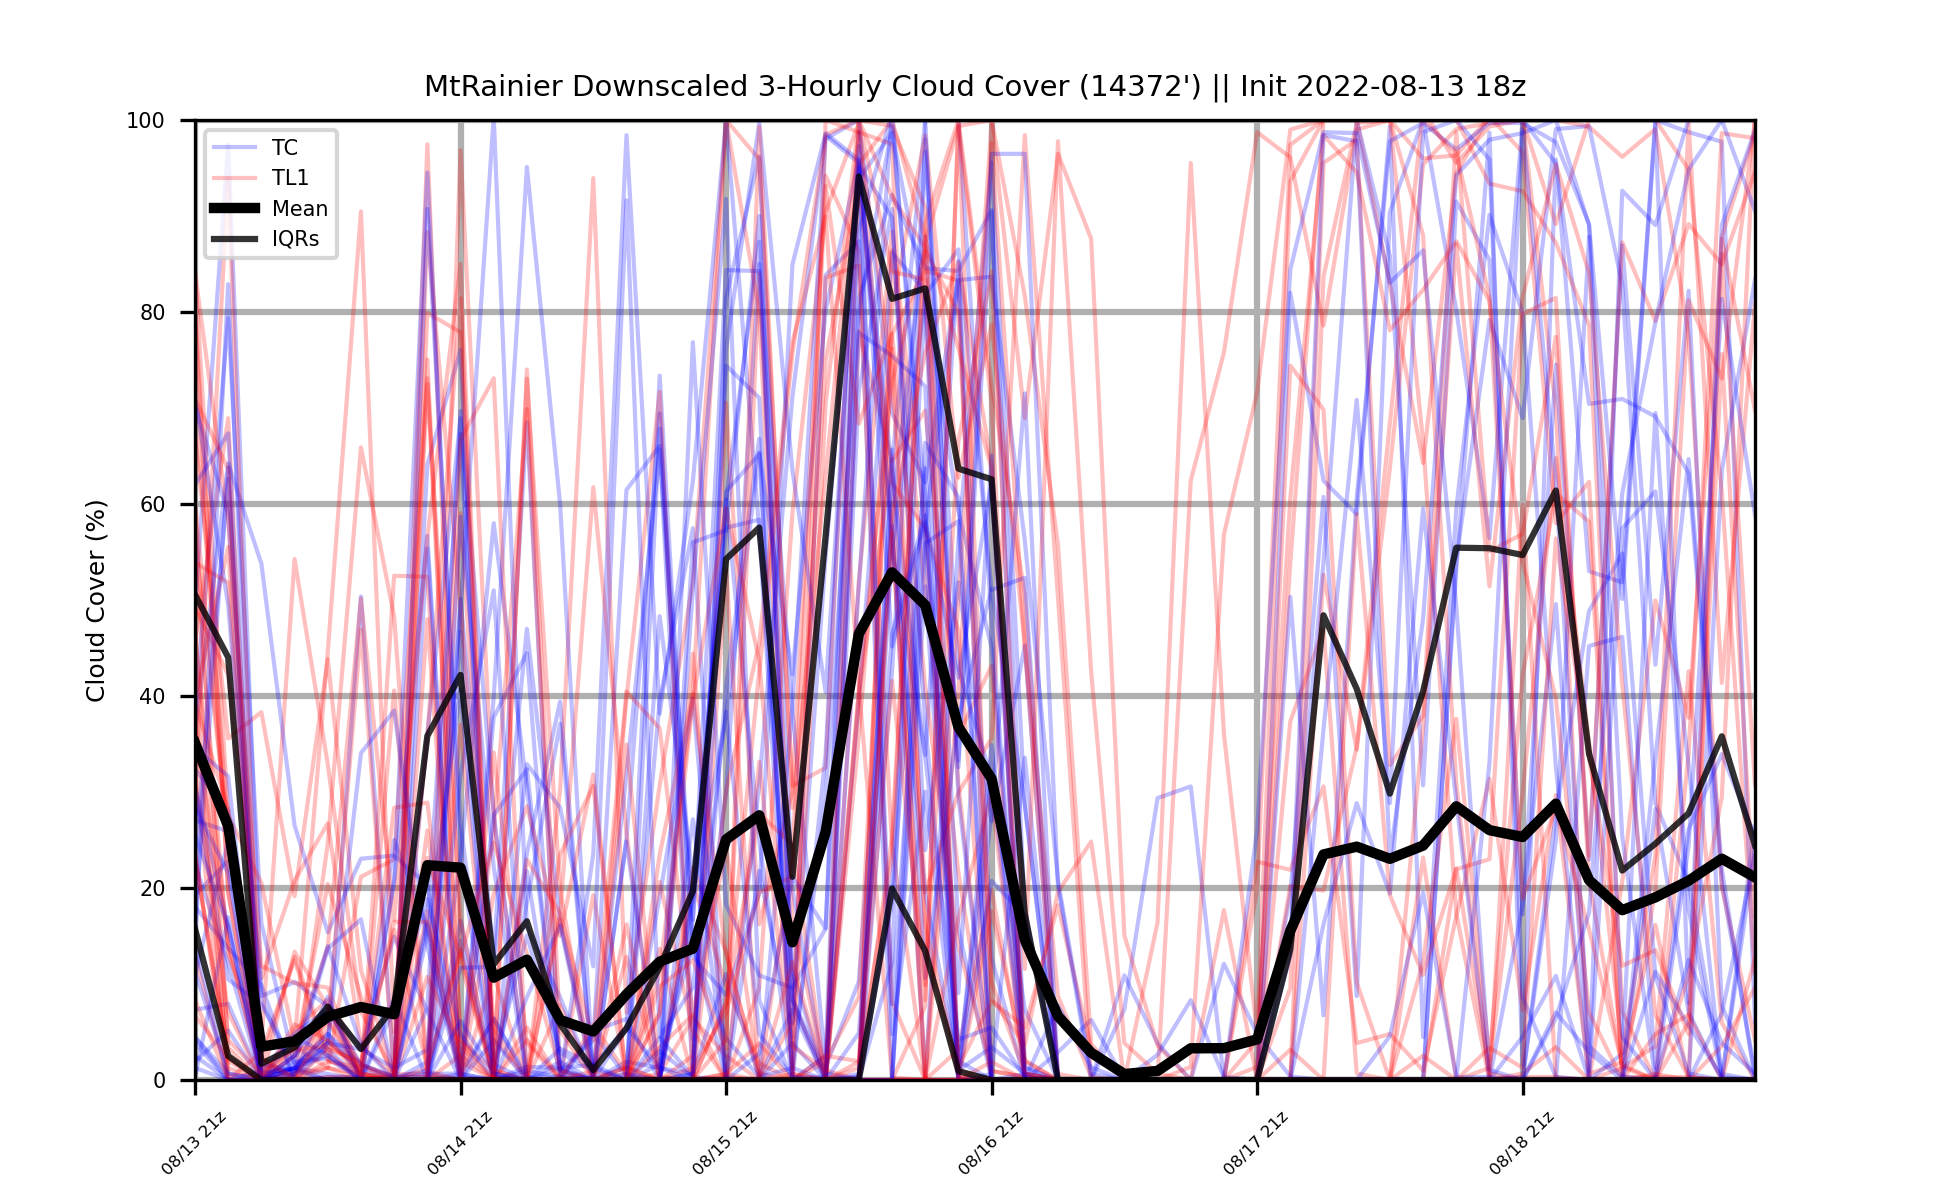 MtRainier Downscaled 3-Hourly Cloud Cover (14372') || Init 2022-08-13 18z
100
80
60
40
20
0
Cloud Cover (%)
TC
TL1
Mean
IQRs
08/13 21z
08/14 21z
08/15 21z
08/16 21z
08/17 21z
08/18 21z